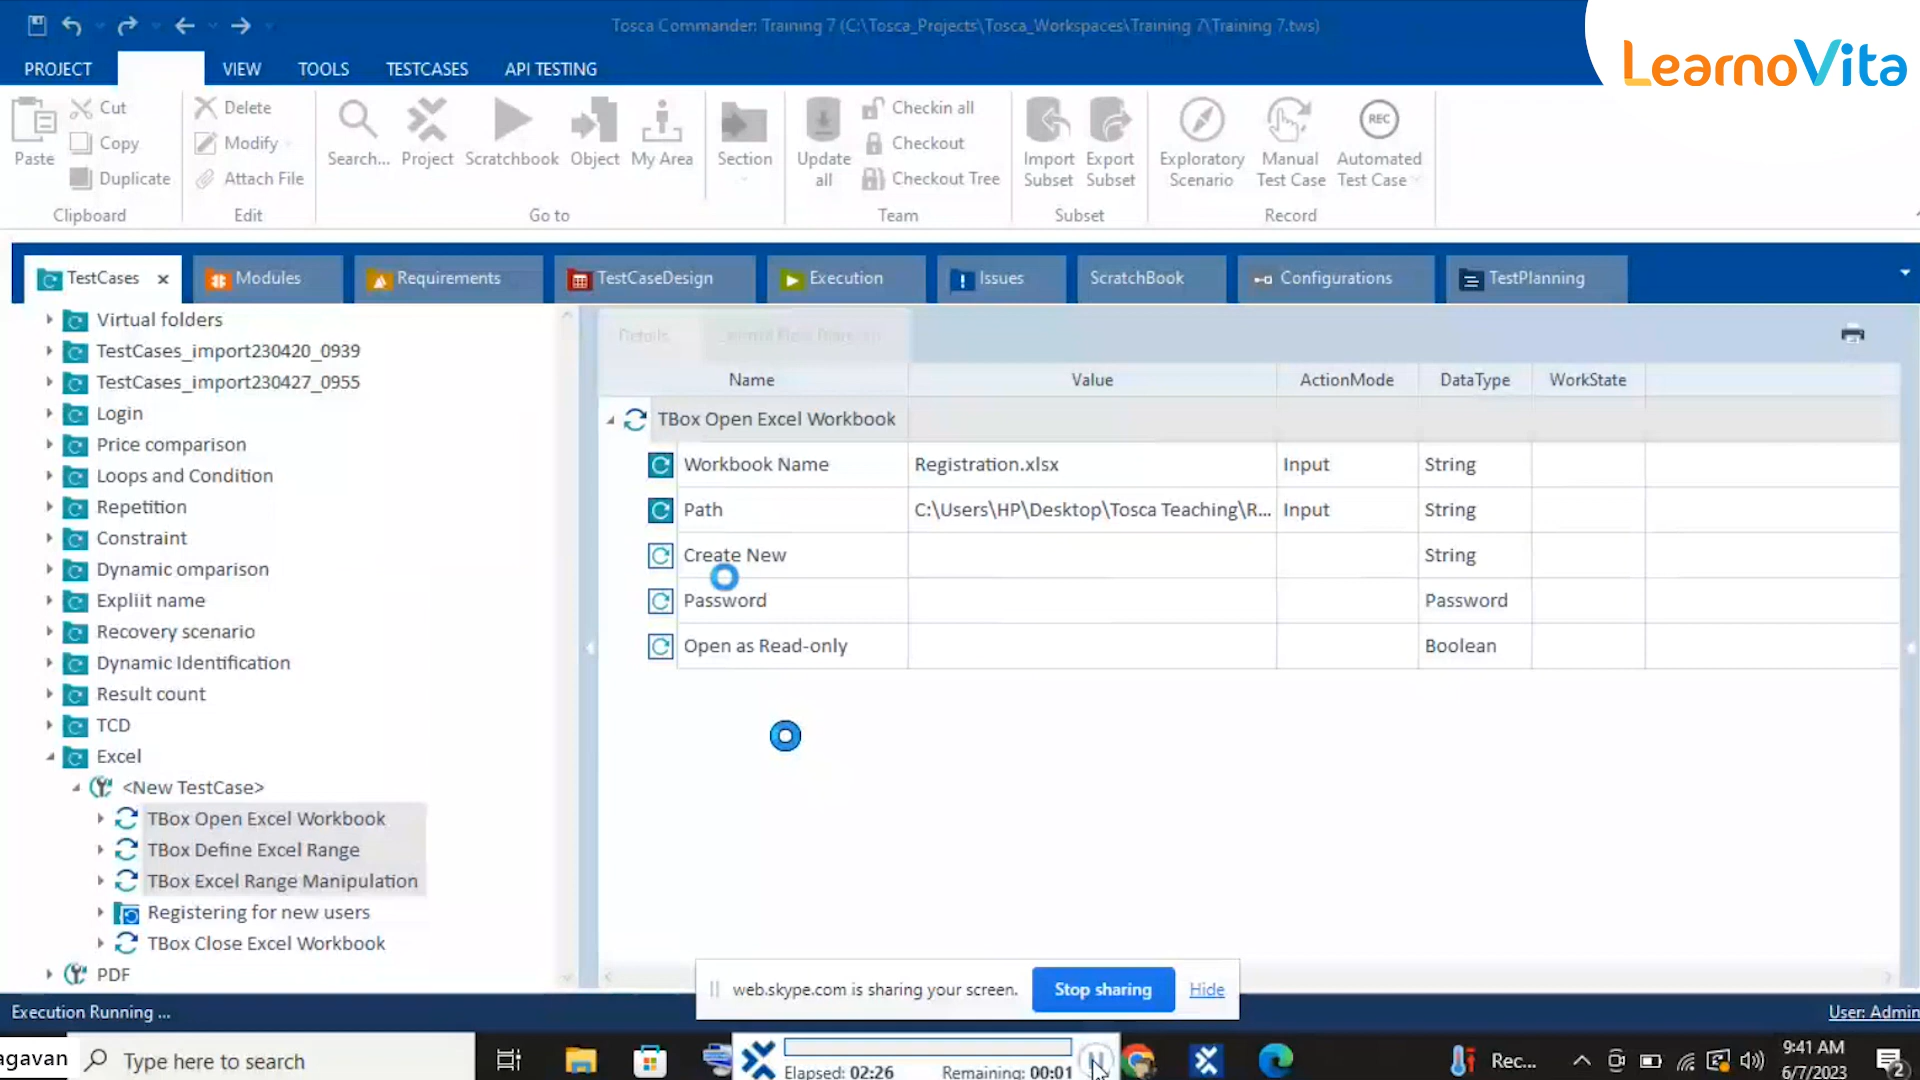 Tosca Commander: Training 7 (C:\Tosca_Projects\Tosca_Workspaces\Training 7\Training 7.tws)
LearnoVita
PROJECT VIEW TOOLS TESTCASES API TESTING
Paste
Cut
Copy
Duplicate
Clipboard
Delete
Modify
Attach File
Edit
Search... Project Scratchbook Object My Area
Go to
Section
Update all
Checkin all
Checkout
Checkout Tree
Team
Import Subset
Export Subset
Subset
Exploratory Scenario
Manual Test Case
REC
Automated Test Case
Record
TestCases Modules Requirements TestCaseDesign Execution Issues ScratchBook Configurations TestPlanning
Virtual folders
TestCases_import230420_0939
TestCases_import230427_0955
Login
Price comparison
Loops and Condition
Repetition
Constraint
Dynamic omparison
Expliit name
Recovery scenario
Dynamic Identification
Result count
TCD
Excel
<New TestCase>
TBox Open Excel Workbook
TBox Define Excel Range
TBox Excel Range Manipulation
Registering for new users
TBox Close Excel Workbook
PDF
Details
Name Value ActionMode DataType WorkState
TBox Open Excel Workbook
Workbook Name Registration.xlsx Input String
Path C:\Users\HP\Desktop\Tosca Teaching\R... Input String
Create New String
Password Password
Open as Read-only Boolean
web.skype.com is sharing your screen. Stop sharing Hide
Execution Running ...
User: Admin
agavan
Type here to search
Elapsed: 02:26 Remaining: 00:01
Rec...
9:41 AM
6/7/2023
2